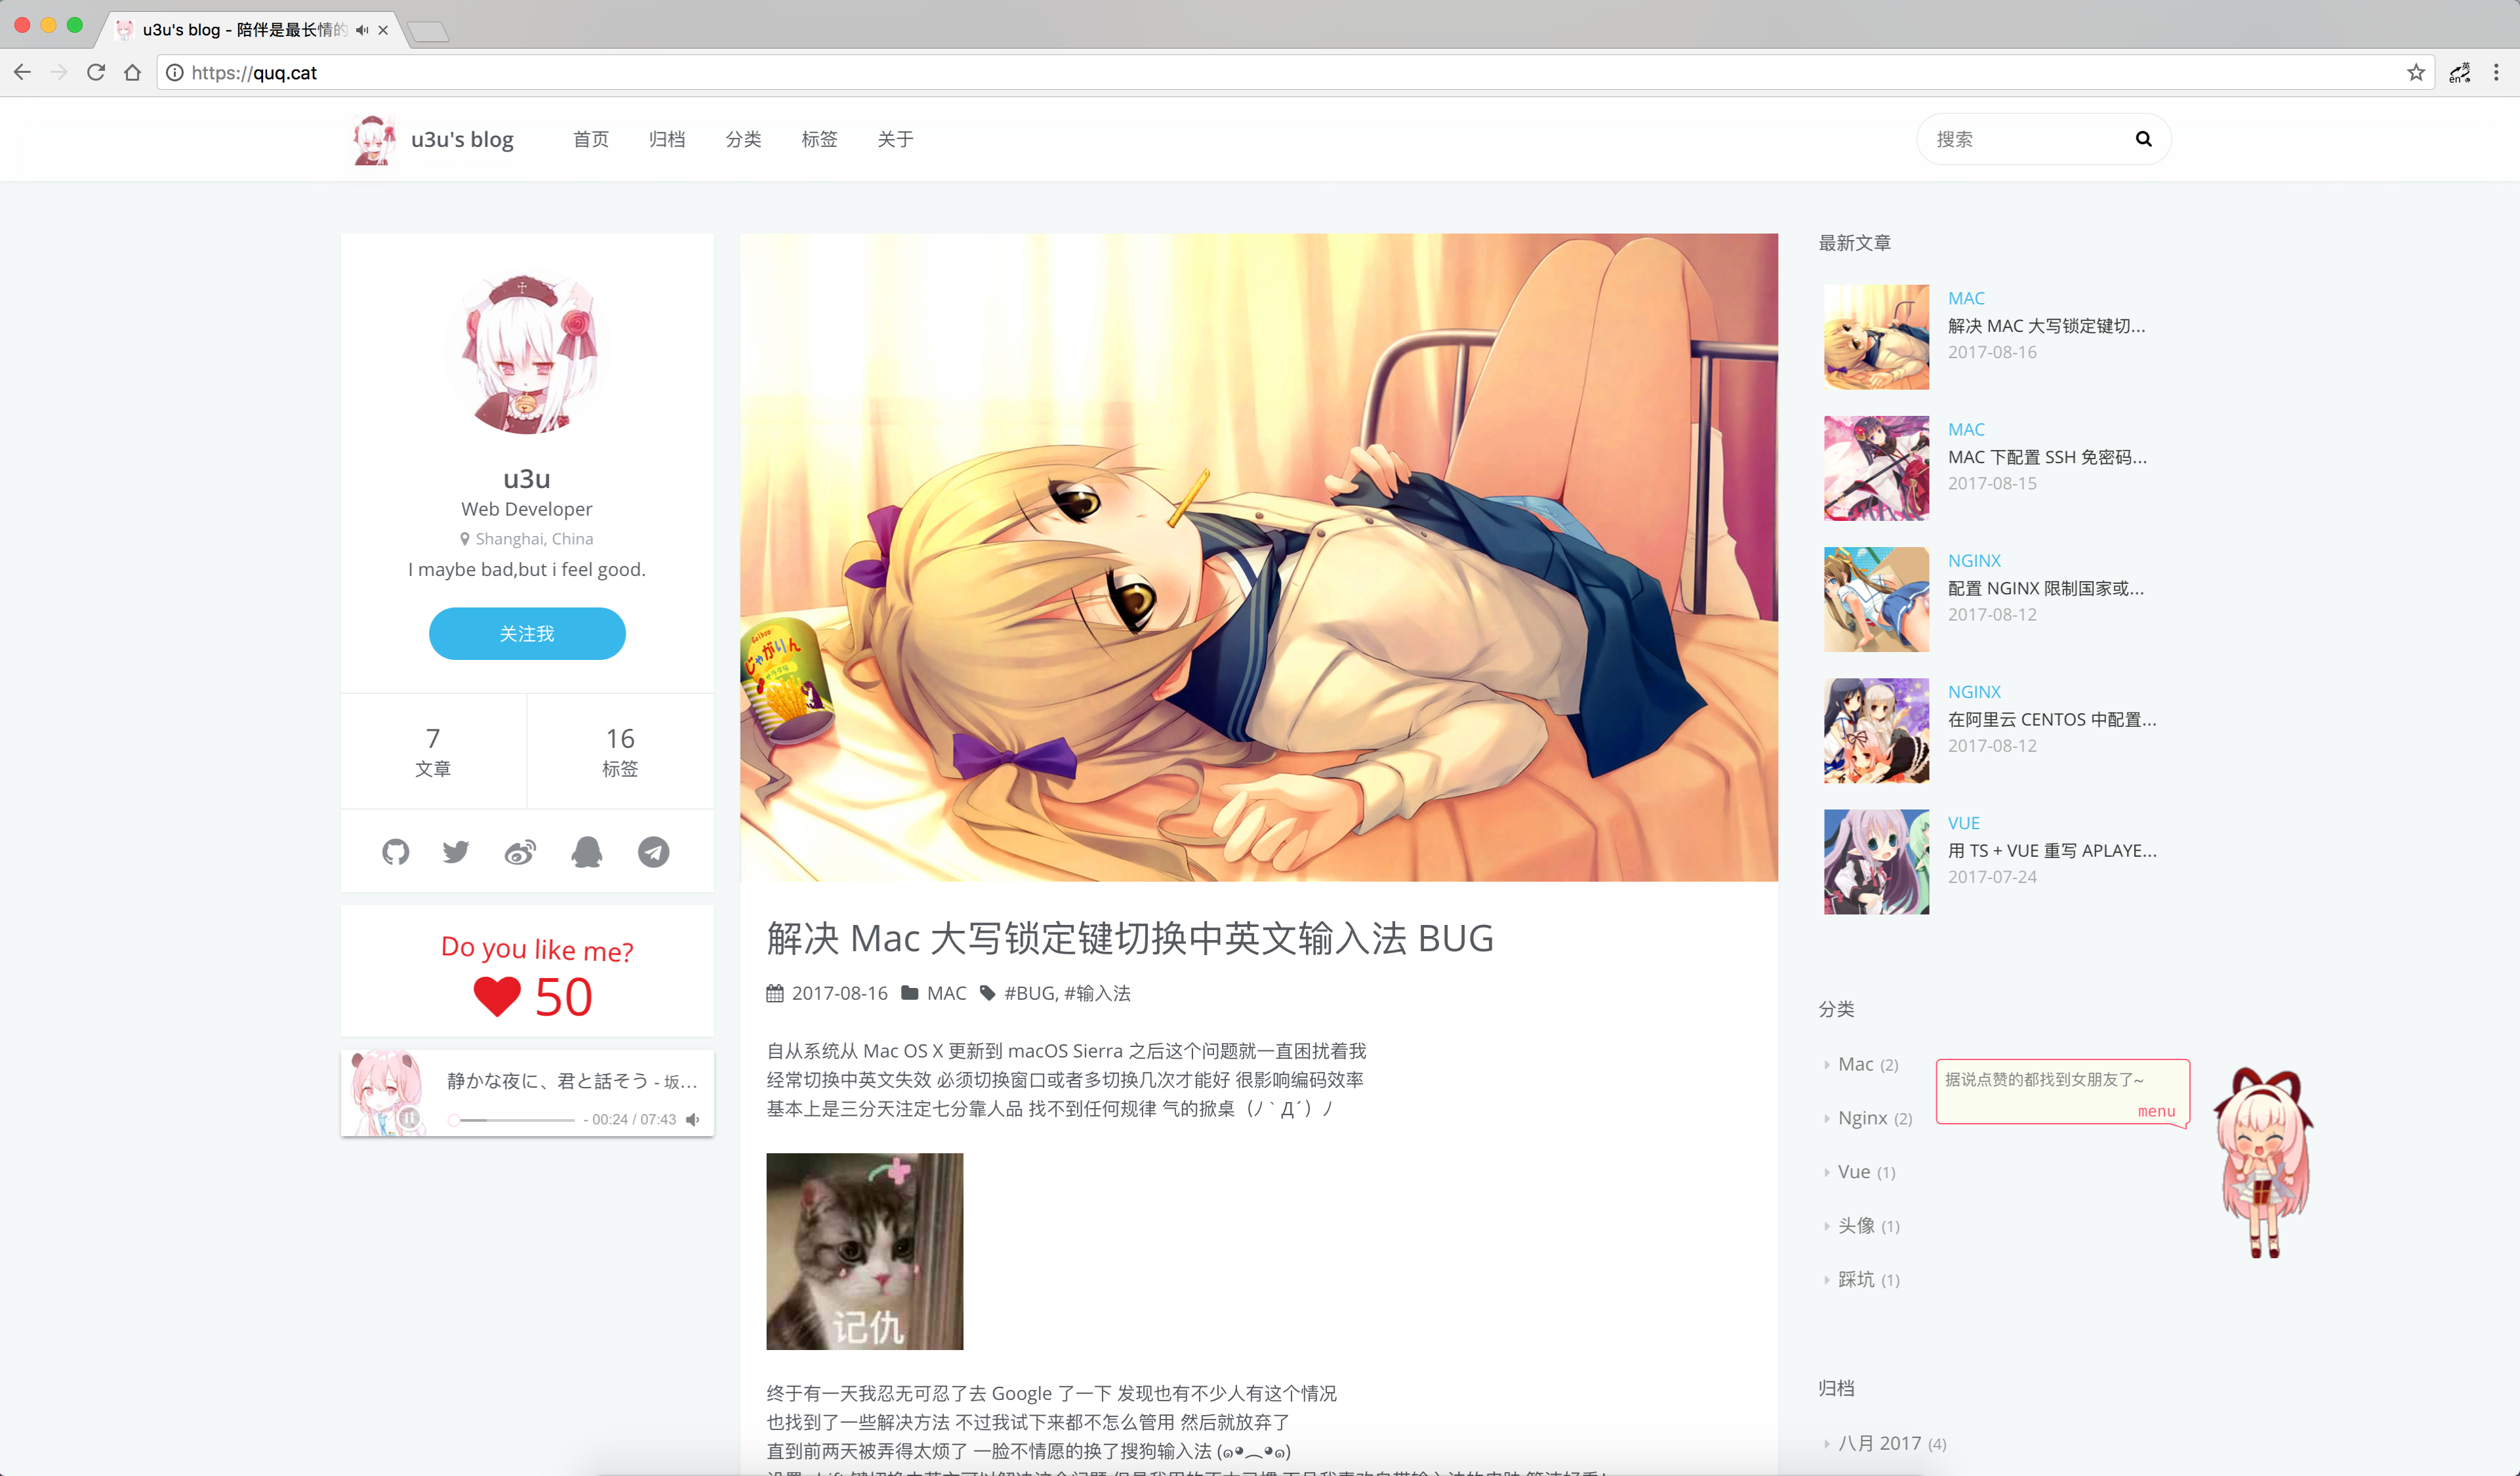 u3u's blog - 陪伴是最长情的
https://quq.cat
英
en
u3u's blog
首页
归档
分类
标签
关于
搜索
u3u
Web Developer
Shanghai, China
I maybe bad,but i feel good.
关注我
7
文章
16
标签
Do you like me?
50
静かな夜に、君と話そう - 坂...
- 00:24 / 07:43
Calbee
じゃがりん
サラダ味
解决 Mac 大写锁定键切换中英文输入法 BUG
2017-08-16 MAC #BUG, #输入法
自从系统从 Mac OS X 更新到 macOS Sierra 之后这个问题就一直困扰着我
经常切换中英文失效 必须切换窗口或者多切换几次才能好 很影响编码效率
基本上是三分天注定七分靠人品 找不到任何规律 气的掀桌（ﾉ｀Д´）ﾉ
记仇
终于有一天我忍无可忍了去 Google 了一下 发现也有不少人有这个情况
也找到了一些解决方法 不过我试下来都不怎么管用 然后就放弃了
直到前两天被弄得太烦了 一脸不情愿的换了搜狗输入法 (๑•̀⌒•́๑)
最新文章
MAC
解决 MAC 大写锁定键切...
2017-08-16
MAC
MAC 下配置 SSH 免密码...
2017-08-15
NGINX
配置 NGINX 限制国家或...
2017-08-12
NGINX
在阿里云 CENTOS 中配置...
2017-08-12
VUE
用 TS + VUE 重写 APLAYE...
2017-07-24
分类
Mac (2)
Nginx (2)
Vue (1)
头像 (1)
踩坑 (1)
据说点赞的都找到女朋友了~
menu
归档
八月 2017 (4)